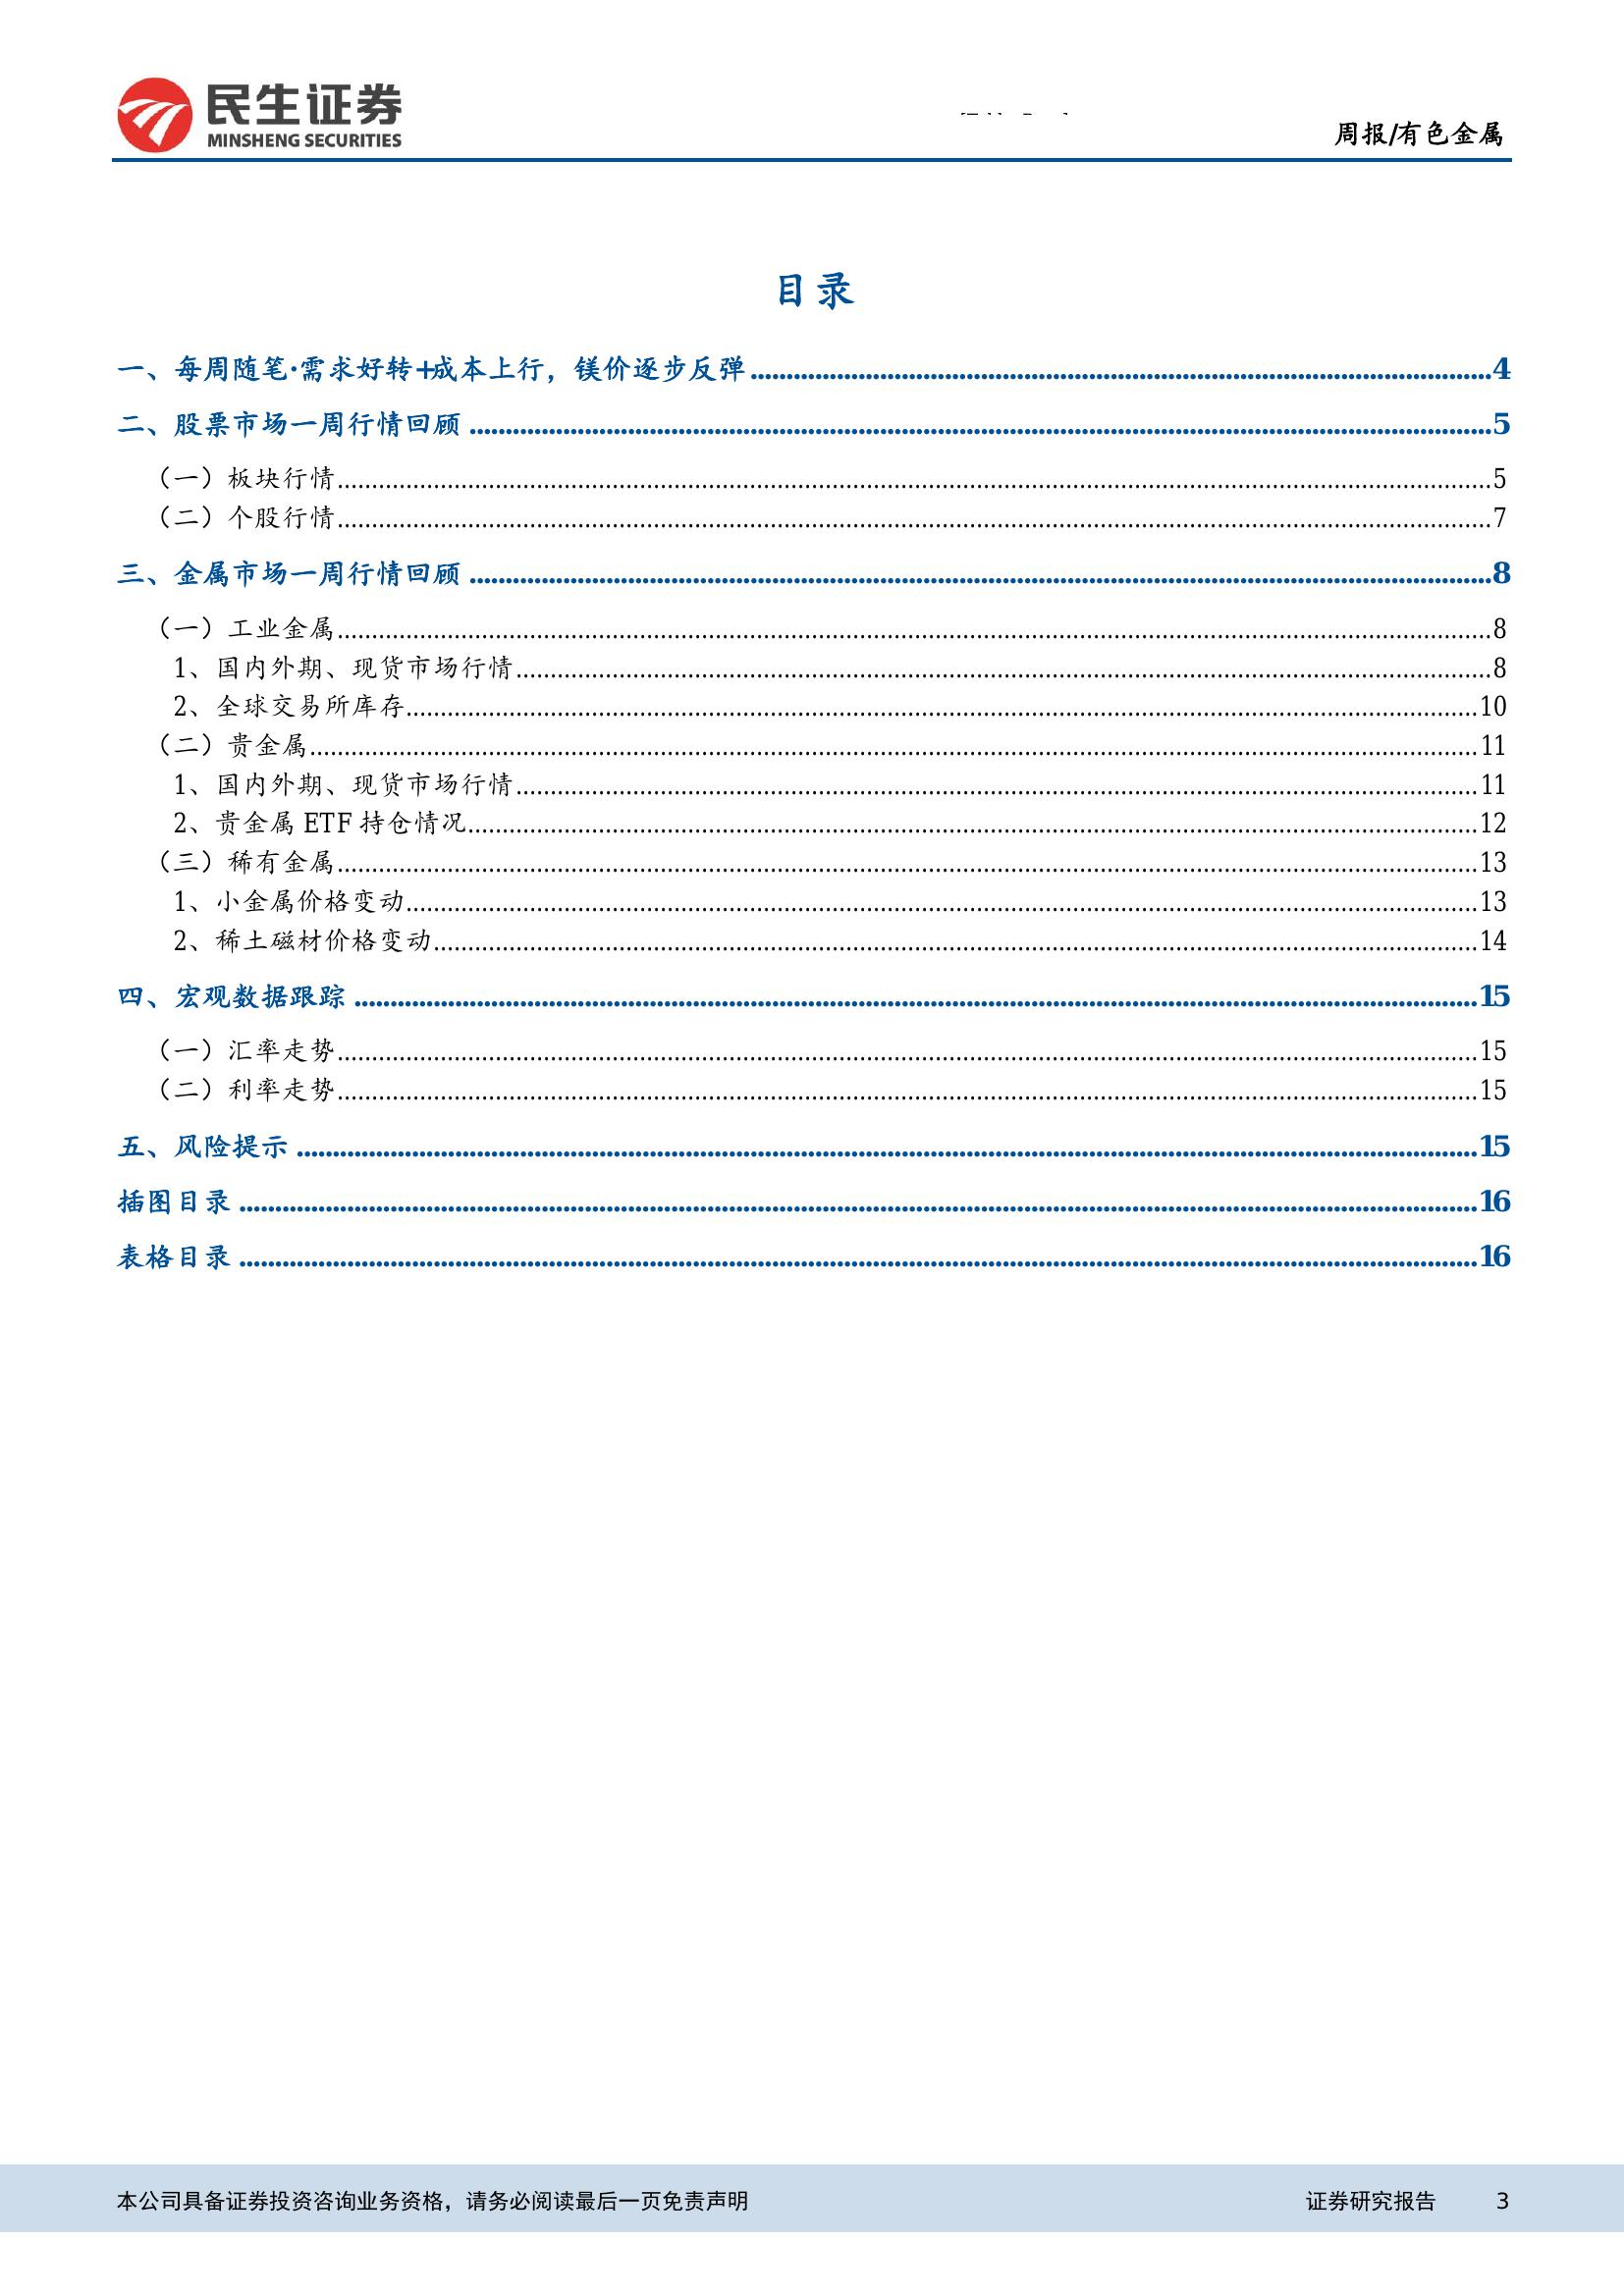 民生证券
MINSHENG SECURITIES
周报/有色金属
目录
一、每周随笔·需求好转+成本上行，镁价逐步反弹 4
二、股票市场一周行情回顾 5
（一）板块行情 5
（二）个股行情 7
三、金属市场一周行情回顾 8
（一）工业金属 8
1、国内外期、现货市场行情 8
2、全球交易所库存 10
（二）贵金属 11
1、国内外期、现货市场行情 11
2、贵金属 ETF 持仓情况 12
（三）稀有金属 13
1、小金属价格变动 13
2、稀土磁材价格变动 14
四、宏观数据跟踪 15
（一）汇率走势 15
（二）利率走势 15
五、风险提示 15
插图目录 16
表格目录 16
本公司具备证券投资咨询业务资格，请务必阅读最后一页免责声明 证券研究报告 3